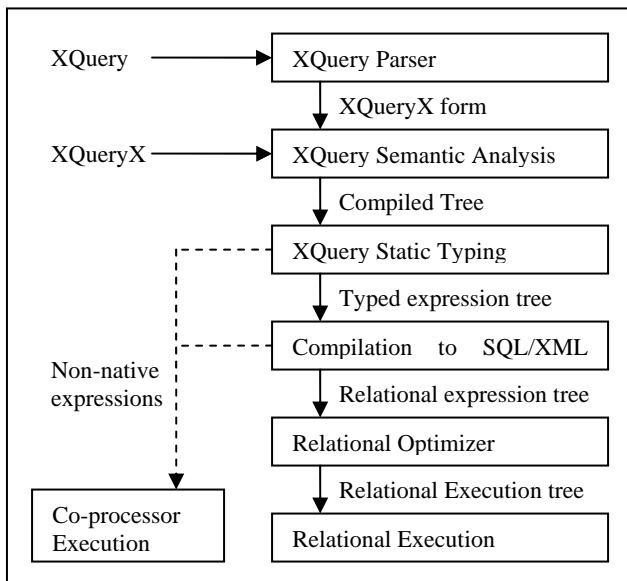 XQuery
XQuery Parser
XQueryX form
XQueryX
XQuery Semantic Analysis
Compiled Tree
XQuery Static Typing
Typed expression tree
Compilation to SQL/XML
Non-native
expressions
Relational expression tree
Relational Optimizer
Relational Execution tree
Co-processor
Execution
Relational Execution